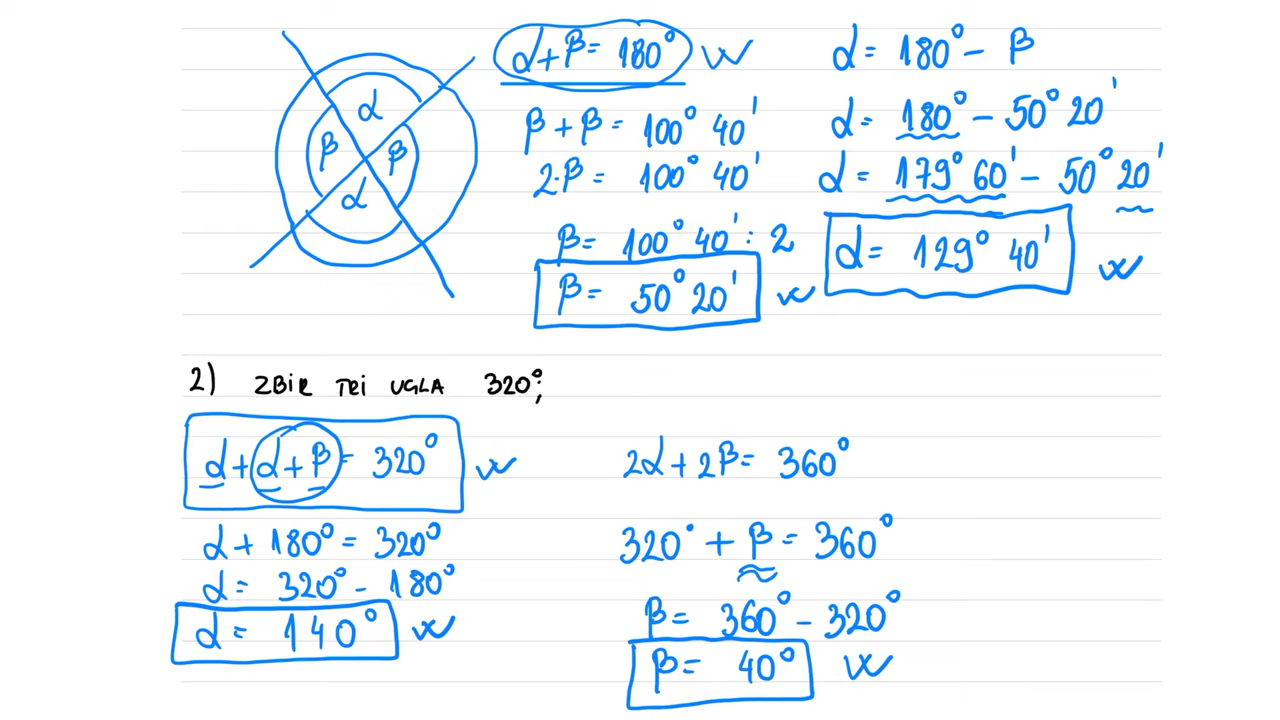 α
β β
α
α+β= 180°
β+β= 100° 40'
2·β= 100° 40'
β= 100° 40' : 2
β= 50° 20'
α= 180° - β
α= 180° - 50° 20'
α= 179° 60' - 50° 20'
α= 129° 40'
2) ZBIR TRI UGLA 320°;
α+α+β= 320°
α+180° = 320°
α= 320° - 180°
α= 140°
2α+2β= 360°
320° + β= 360°
β= 360° - 320°
β= 40°